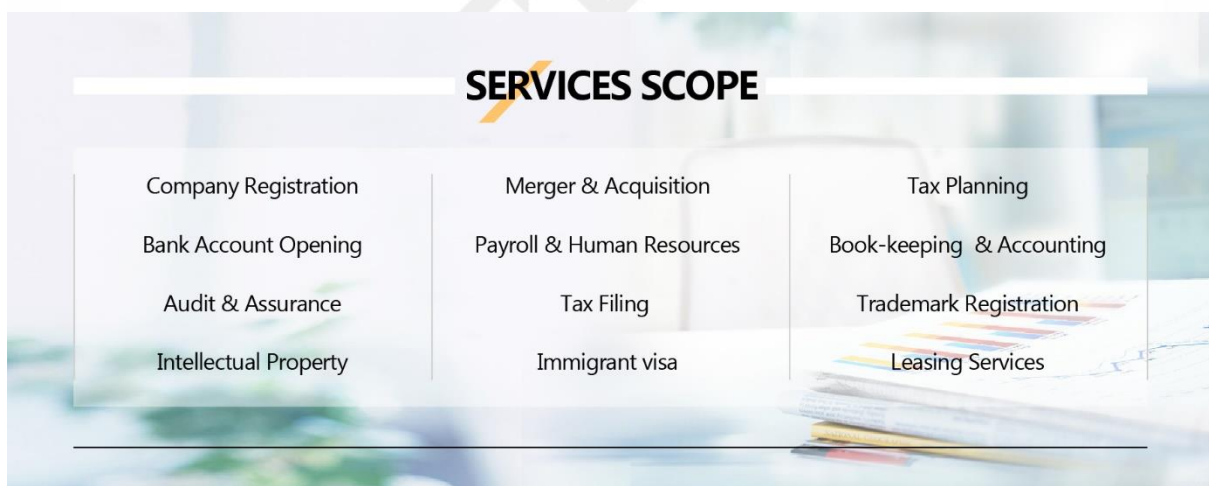 SERVICES SCOPE
Company Registration
Merger & Acquisition
Tax Planning
Bank Account Opening
Payroll & Human Resources
Book-keeping & Accounting
Audit & Assurance
Tax Filing
Trademark Registration
Intellectual Property
Immigrant visa
Leasing Services